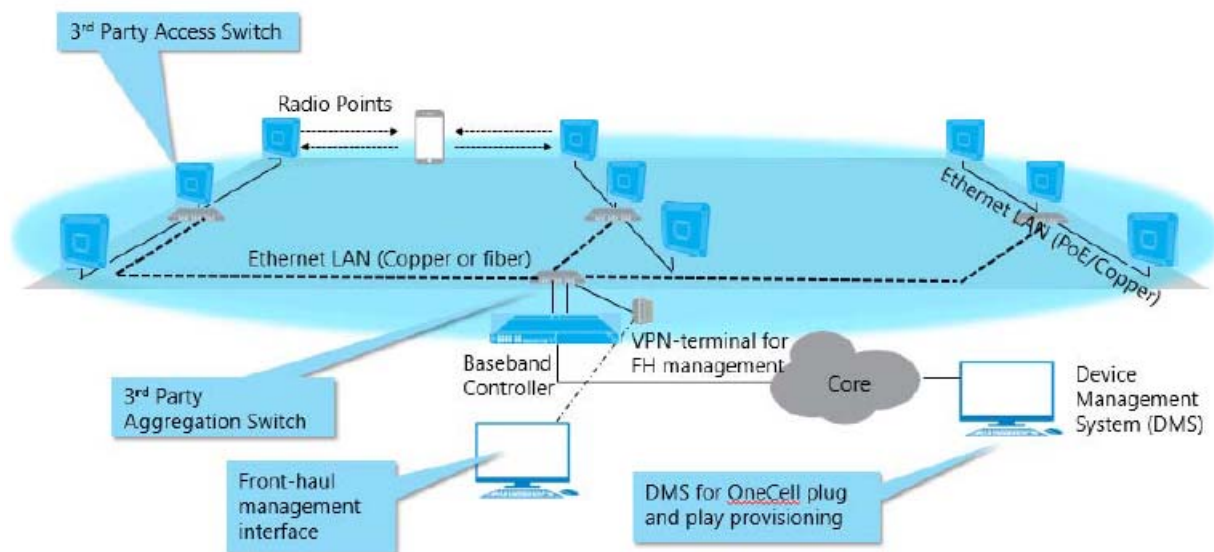 3rd Party Access Switch
Radio Points
Ethernet LAN (PoE/Copper)
Ethernet LAN (Copper or fiber)
VPN-terminal for
FH management
Baseband
Controller
Core
Device
Management
System (DMS)
3rd Party
Aggregation Switch
Front-haul
management
interface
DMS for OneCell plug
and play provisioning